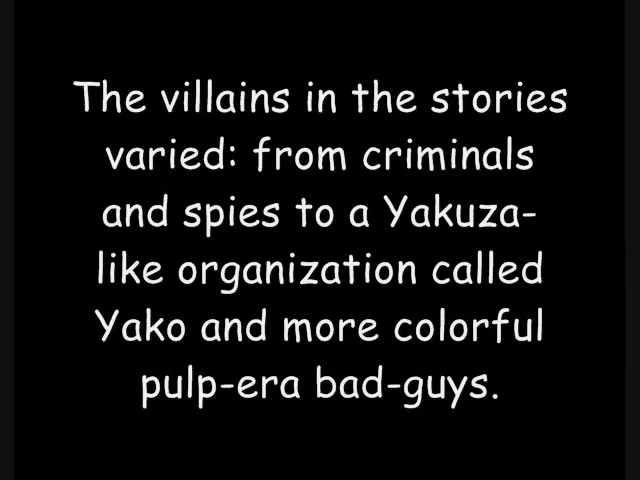 The villains in the stories
varied: from criminals
and spies to a Yakuza-
like organization called
Yako and more colorful
pulp-era bad-guys.